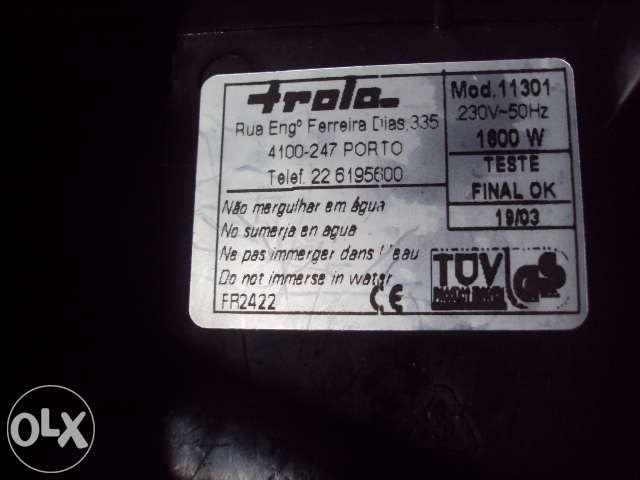 trolo
Rua Engº Ferreira Dias,335
4100-247 PORTO
Telef. 22 6195600
Não mergulhar em água
No sumerja en agua
Ne pas immerger dans l'eau
Do not immerse in water
FR2422
CE
Mod.11301
230V~50Hz
1600 W
TESTE
FINAL OK
19/03
TÜV
GS
OLX